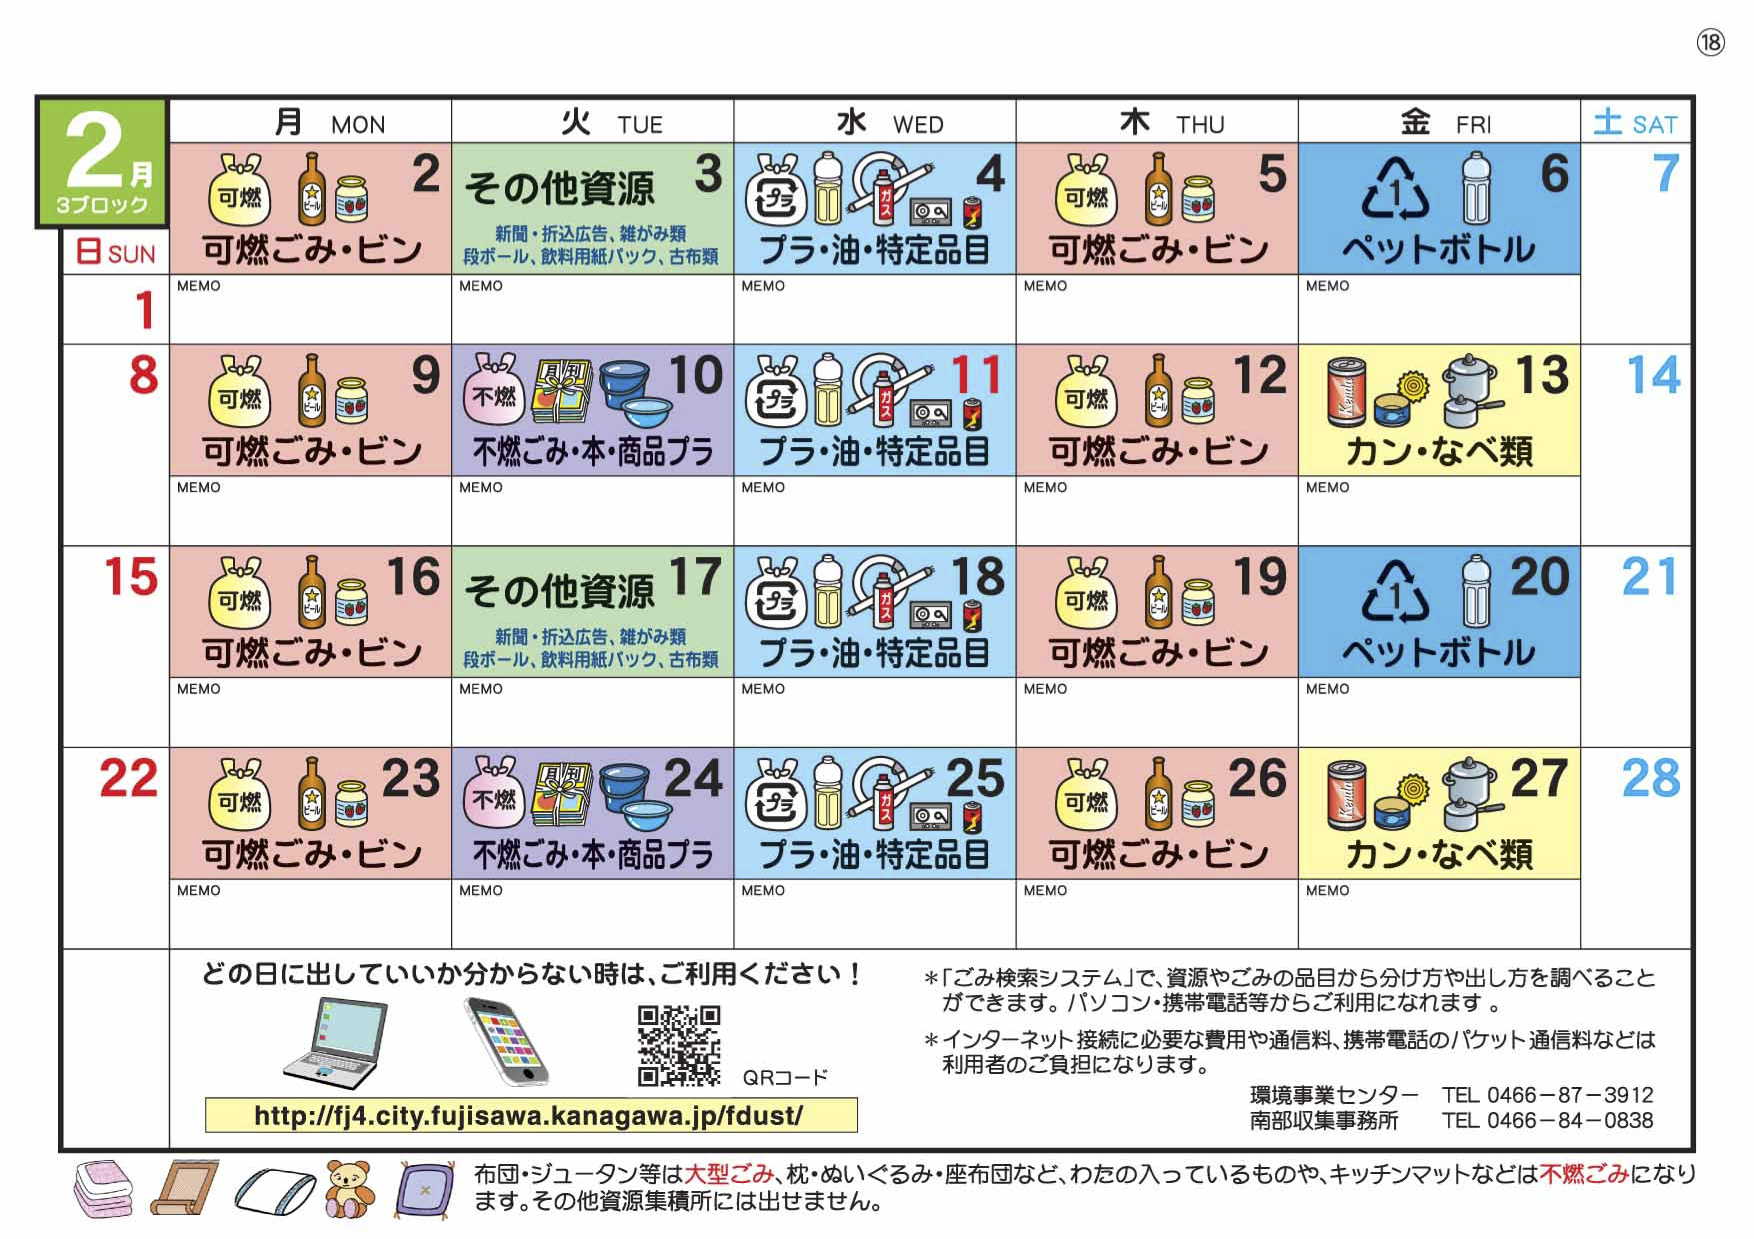 ⑱
2月
3ブロック
月 MON
火 TUE
水 WED
木 THU
金 FRI
土 SAT
日 SUN
1
可燃 ビール 2
可燃ごみ・ビン
MEMO
その他資源 3
新聞・折込広告、雑がみ類
段ボール、飲料用紙パック、古布類
MEMO
プラ ガス 4
プラ・油・特定品目
MEMO
可燃 ビール 5
可燃ごみ・ビン
MEMO
1 6
ペットボトル
MEMO
7
8
可燃 ビール 9
可燃ごみ・ビン
MEMO
不燃 月刊 10
不燃ごみ・本・商品プラ
MEMO
プラ ガス 11
プラ・油・特定品目
MEMO
可燃 ビール 12
可燃ごみ・ビン
MEMO
13
カン・なべ類
MEMO
14
15
可燃 ビール 16
可燃ごみ・ビン
MEMO
その他資源 17
新聞・折込広告、雑がみ類
段ボール、飲料用紙パック、古布類
MEMO
プラ ガス 18
プラ・油・特定品目
MEMO
可燃 ビール 19
可燃ごみ・ビン
MEMO
1 20
ペットボトル
MEMO
21
22
可燃 ビール 23
可燃ごみ・ビン
MEMO
不燃 月刊 24
不燃ごみ・本・商品プラ
MEMO
プラ ガス 25
プラ・油・特定品目
MEMO
可燃 ビール 26
可燃ごみ・ビン
MEMO
27
カン・なべ類
MEMO
28
どの日に出していいか分からない時は、ご利用ください！
QRコード
http://fj4.city.fujisawa.kanagawa.jp/fdust/
＊「ごみ検索システム」で、資源やごみの品目から分け方や出し方を調べること
ができます。パソコン・携帯電話等からご利用になれます 。
＊インターネット接続に必要な費用や通信料、携帯電話のパケット通信料などは
利用者のご負担になります。
環境事業センター TEL 0466－87－3912
南部収集事務所 TEL 0466－84－0838
布団・ジュータン等は大型ごみ、枕・ぬいぐるみ・座布団など、わたの入っているものや、キッチンマットなどは不燃ごみになり
ます。その他資源集積所には出せません。